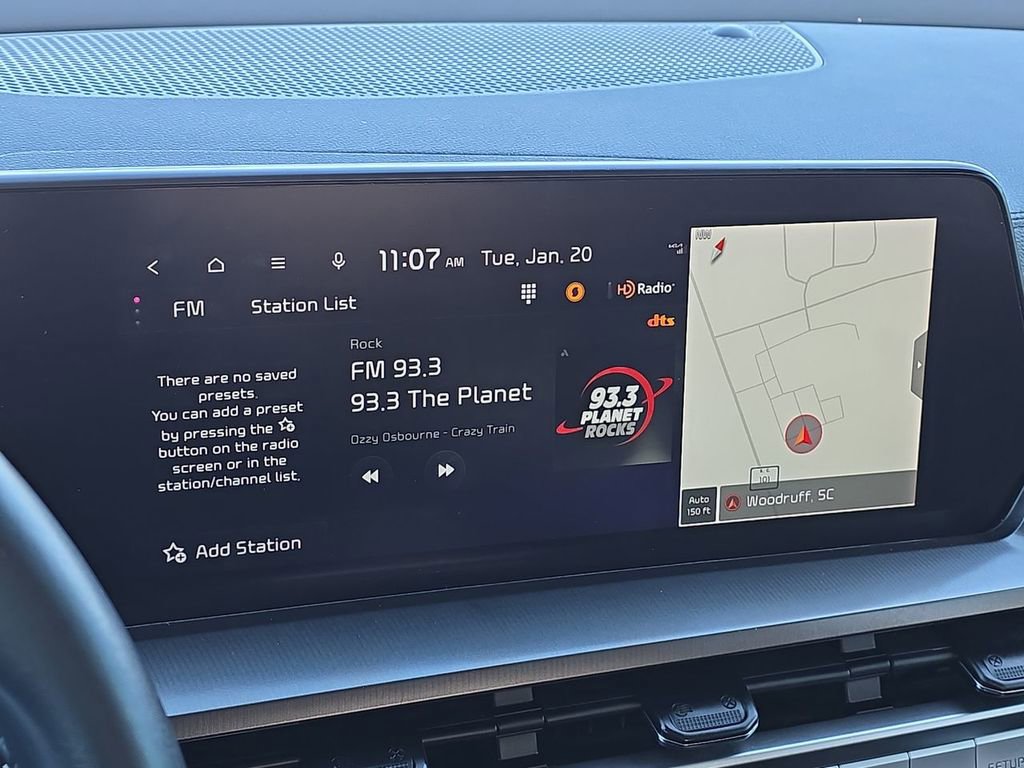 11:07 AM Tue, Jan. 20
FM Station List
HD Radio
dts
There are no saved
presets.
You can add a preset
by pressing the
button on the radio
screen or in the
station/channel list.
Add Station
Rock
FM 93.3
93.3 The Planet
Ozzy Osbourne - Crazy Train
93.3
PLANET
ROCKS
NW
101
Auto
150 ft
Woodruff, SC
SETUP